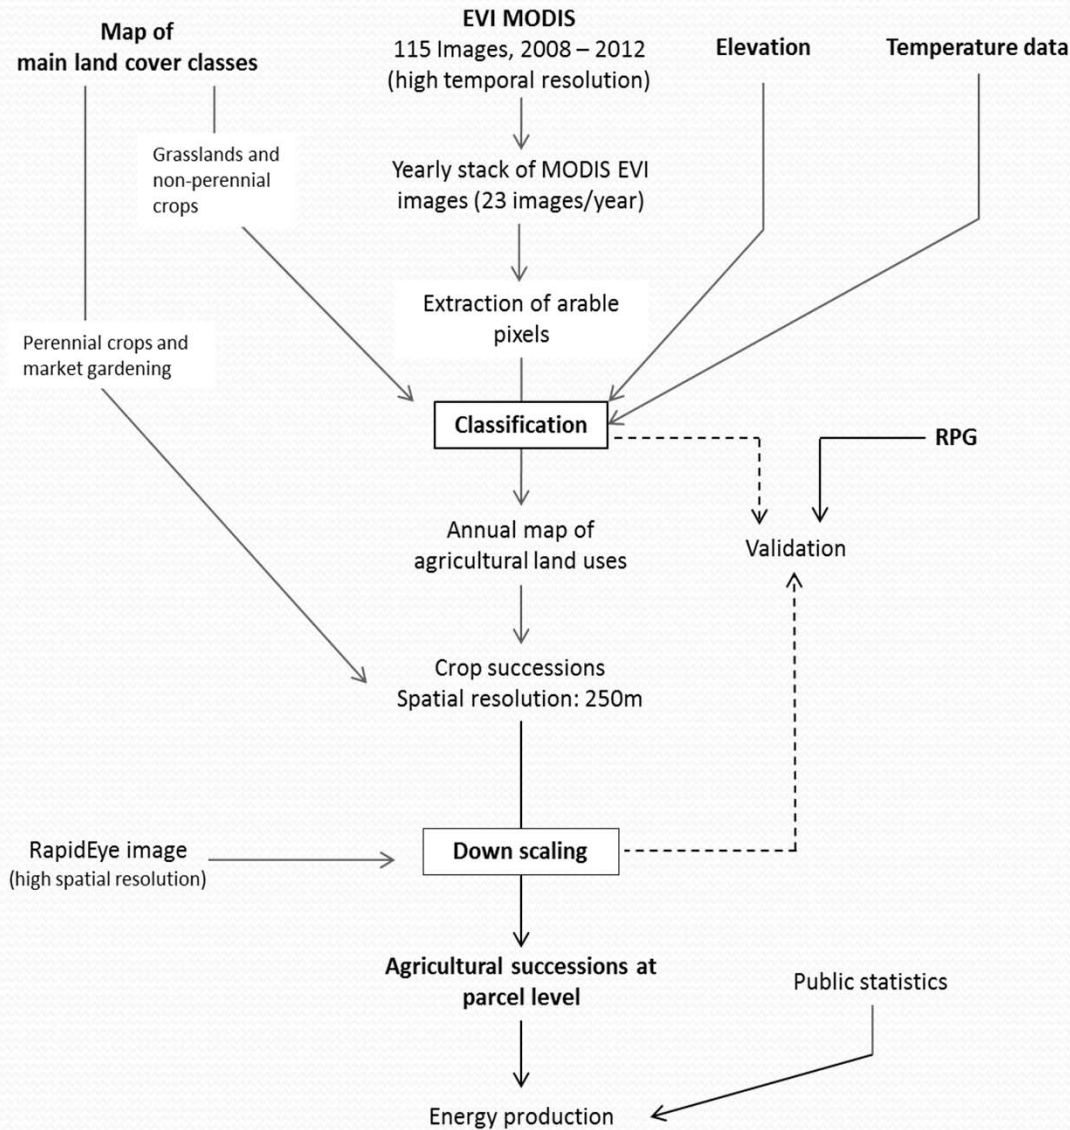 Map of
main land cover classes
EVI MODIS
115 Images, 2008 – 2012
(high temporal resolution)
Elevation
Temperature data
Grasslands and
non-perennial
crops
Yearly stack of MODIS EVI
images (23 images/year)
Extraction of arable
pixels
Perennial crops and
market gardening
Classification
RPG
Annual map of
agricultural land uses
Validation
Crop successions
Spatial resolution: 250m
RapidEye image
(high spatial resolution)
Down scaling
Agricultural successions at
parcel level
Public statistics
Energy production